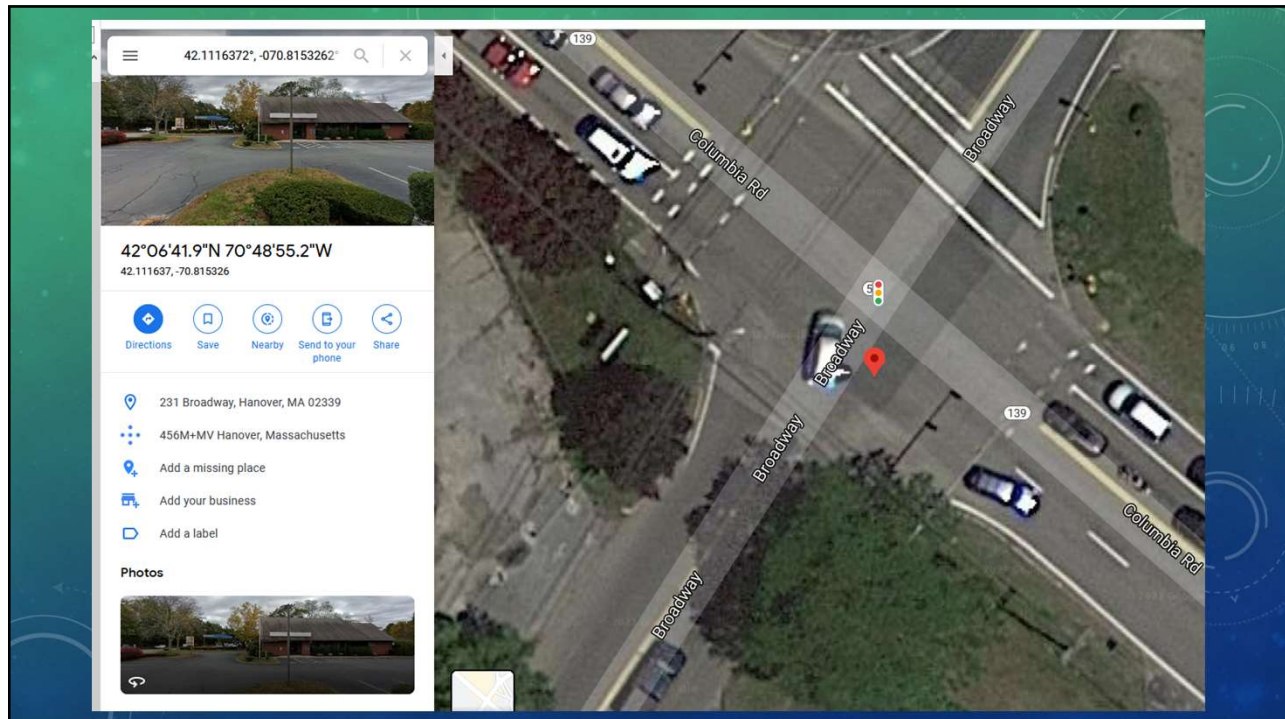 42.1116372°, -070.8153262°
42°06'41.9"N 70°48'55.2"W
42.111637, -70.815326
Directions
Save
Nearby
Send to your
phone
Share
231 Broadway, Hanover, MA 02339
456M+MV Hanover, Massachusetts
Add a missing place
Add your business
Add a label
Photos
139
Columbia Rd
Broadway
Broadway
Broadway
139
Columbia Rd
Broadway